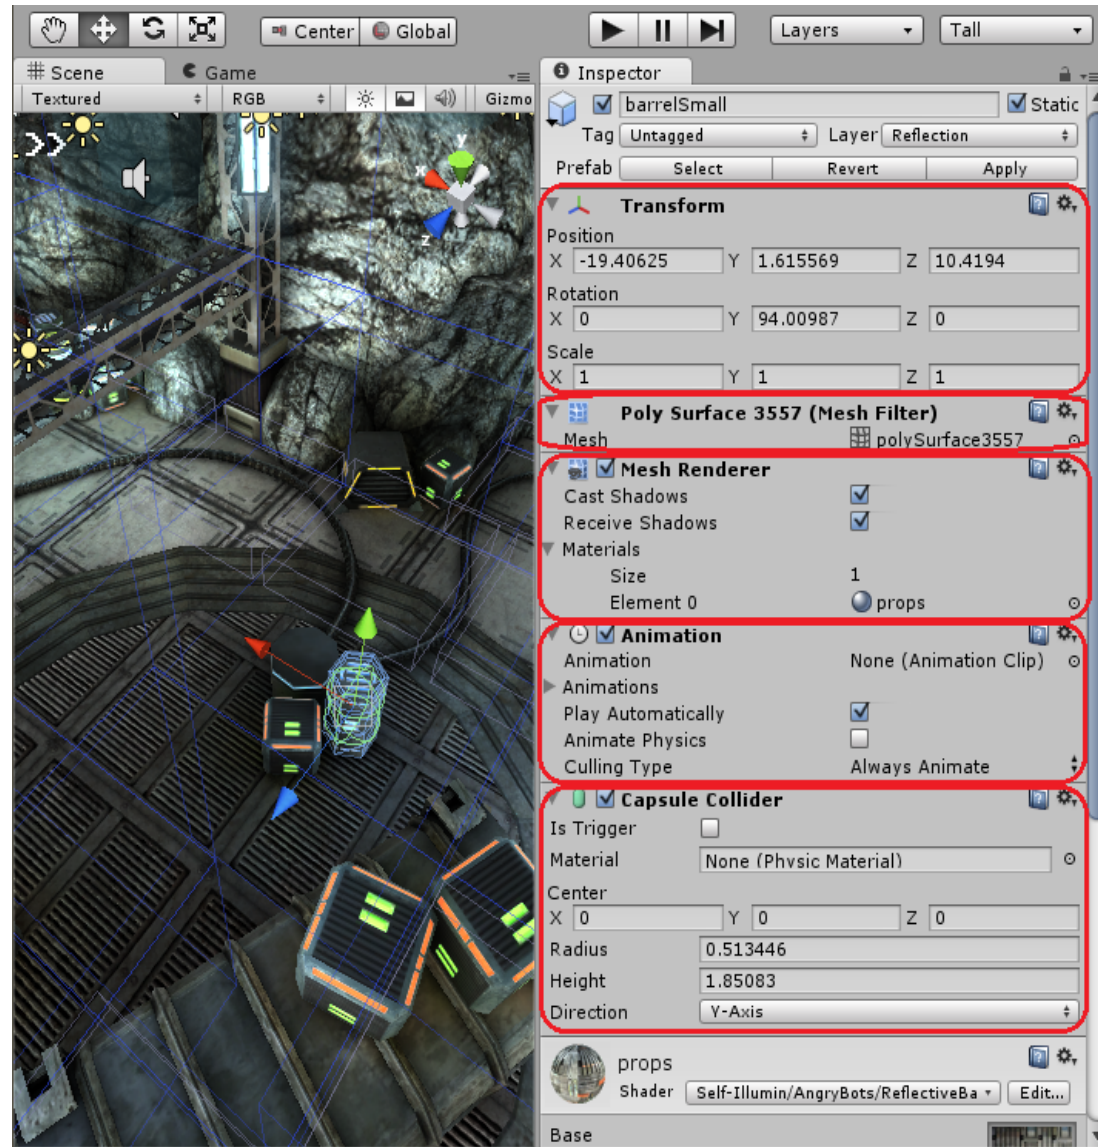 Center Global Layers Tall
Scene Game
Inspector
Textured RGB Gizmo
barrelSmall Static
Tag Untagged Layer Reflection
Prefab Select Revert Apply
y
x
z
Transform
Position
X -19.40625 Y 1.615569 Z 10.4194
Rotation
X 0 Y 94.00987 Z 0
Scale
X 1 Y 1 Z 1
Poly Surface 3557 (Mesh Filter)
Mesh polySurface3557
Mesh Renderer
Cast Shadows
Receive Shadows
Materials
Size 1
Element 0 props
Animation
Animation None (Animation Clip)
Animations
Play Automatically
Animate Physics
Culling Type Always Animate
Capsule Collider
Is Trigger
Material None (Physic Material)
Center
X 0 Y 0 Z 0
Radius 0.513446
Height 1.85083
Direction Y-Axis
props
Shader Self-Illumin/AngryBots/ReflectiveBa Edit...
Base